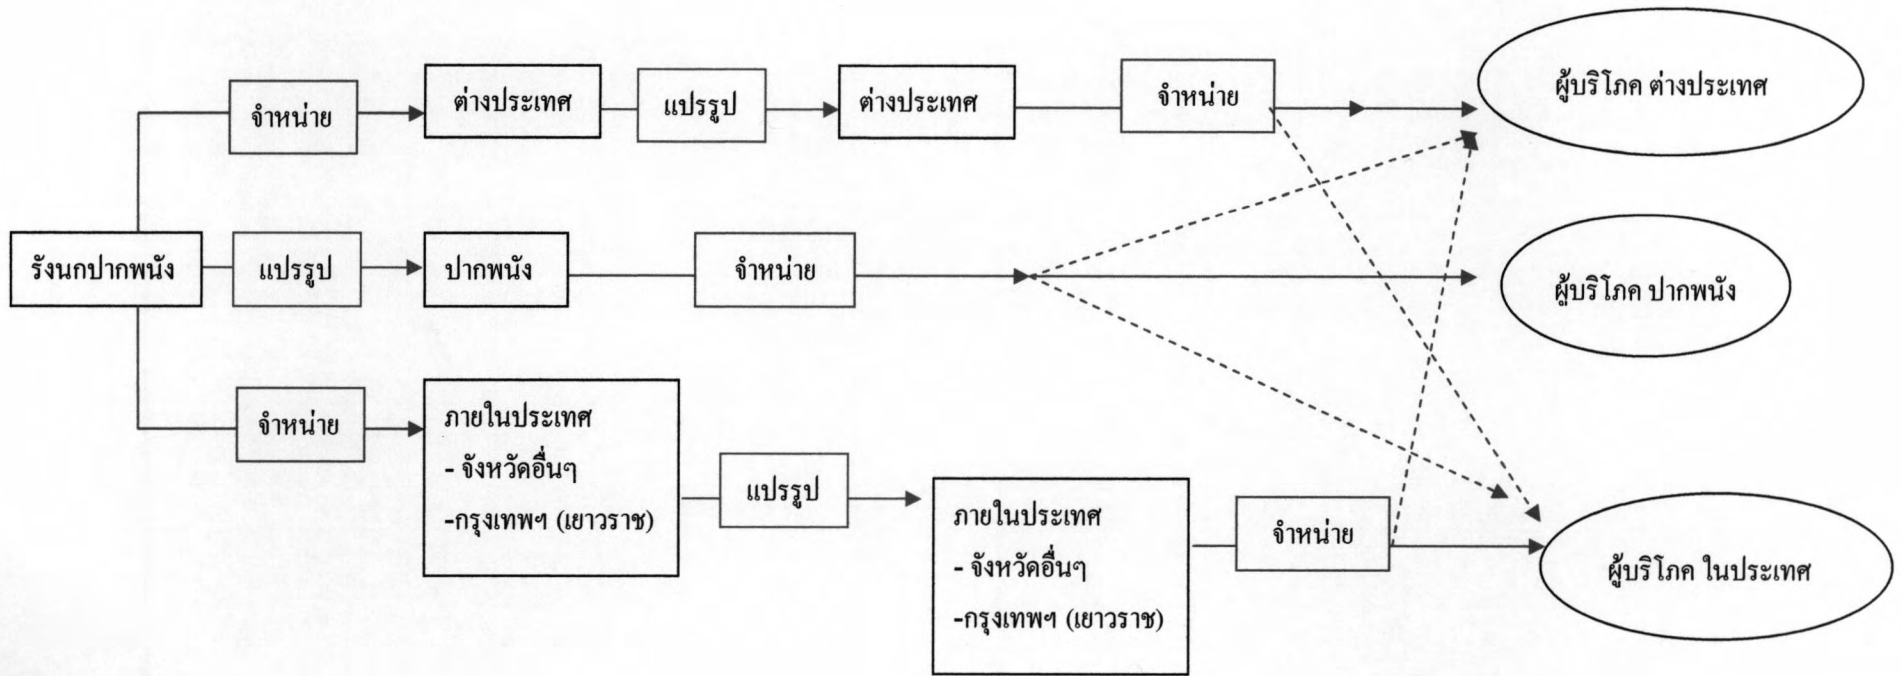 จำหน่าย
ต่างประเทศ
แปรรูป
ต่างประเทศ
จำหน่าย
ผู้บริโภค ต่างประเทศ
รังนกปากพนัง
แปรรูป
ปากพนัง
จำหน่าย
ผู้บริโภค ปากพนัง
จำหน่าย
ภายในประเทศ
- จังหวัดอื่นๆ
-กรุงเทพฯ (เยาวราช)
แปรรูป
ภายในประเทศ
- จังหวัดอื่นๆ
-กรุงเทพฯ (เยาวราช)
จำหน่าย
ผู้บริโภค ในประเทศ